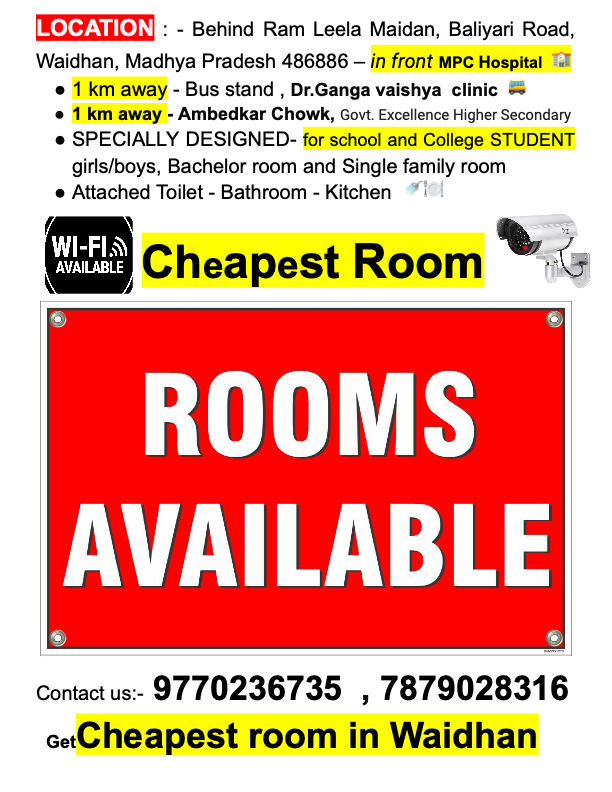 LOCATION : - Behind Ram Leela Maidan, Baliyari Road,
Waidhan, Madhya Pradesh 486886 – in front MPC Hospital
● 1 km away - Bus stand , Dr.Ganga vaishya clinic
● 1 km away - Ambedkar Chowk, Govt. Excellence Higher Secondary
● SPECIALLY DESIGNED- for school and College STUDENT
girls/boys, Bachelor room and Single family room
● Attached Toilet - Bathroom - Kitchen
WI-FI
AVAILABLE
Cheapest Room
ROOMS
AVAILABLE
Contact us:- 9770236735 , 7879028316
Get Cheapest room in Waidhan